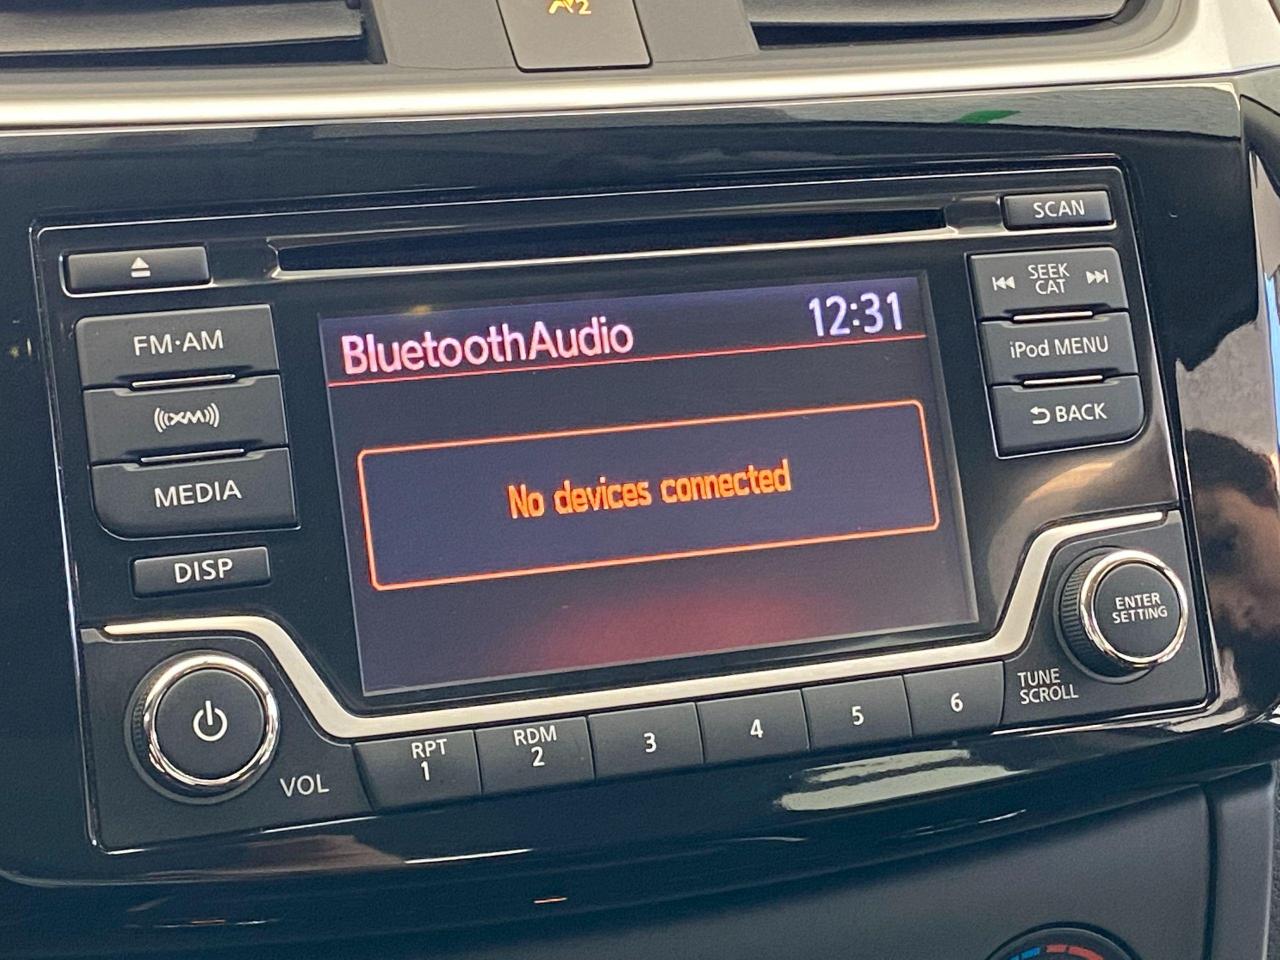 SCAN
FM·AM
XM
MEDIA
DISP
VOL
BluetoothAudio 12:31
No devices connected
SEEK
CAT
iPod MENU
BACK
ENTER
SETTING
TUNE
SCROLL
RPT
1
RDM
2
3
4
5
6